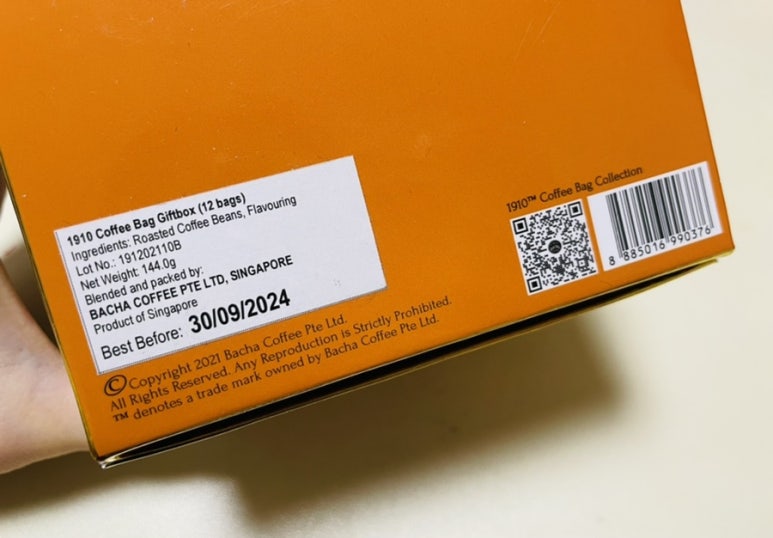 1910 Coffee Bag Giftbox (12 bags)
Ingredients: Roasted Coffee Beans, Flavouring
Lot No.: 191202110B
Net Weight: 144.0g
Blended and packed by:
BACHA COFFEE PTE LTD, SINGAPORE
Product of Singapore
Best Before: 30/09/2024
© Copyright 2021 Bacha Coffee Pte Ltd.
All Rights Reserved. Any Reproduction is Strictly Prohibited.
™ denotes a trade mark owned by Bacha Coffee Pte Ltd.
1910™ Coffee Bag Collection
8 885016 990376